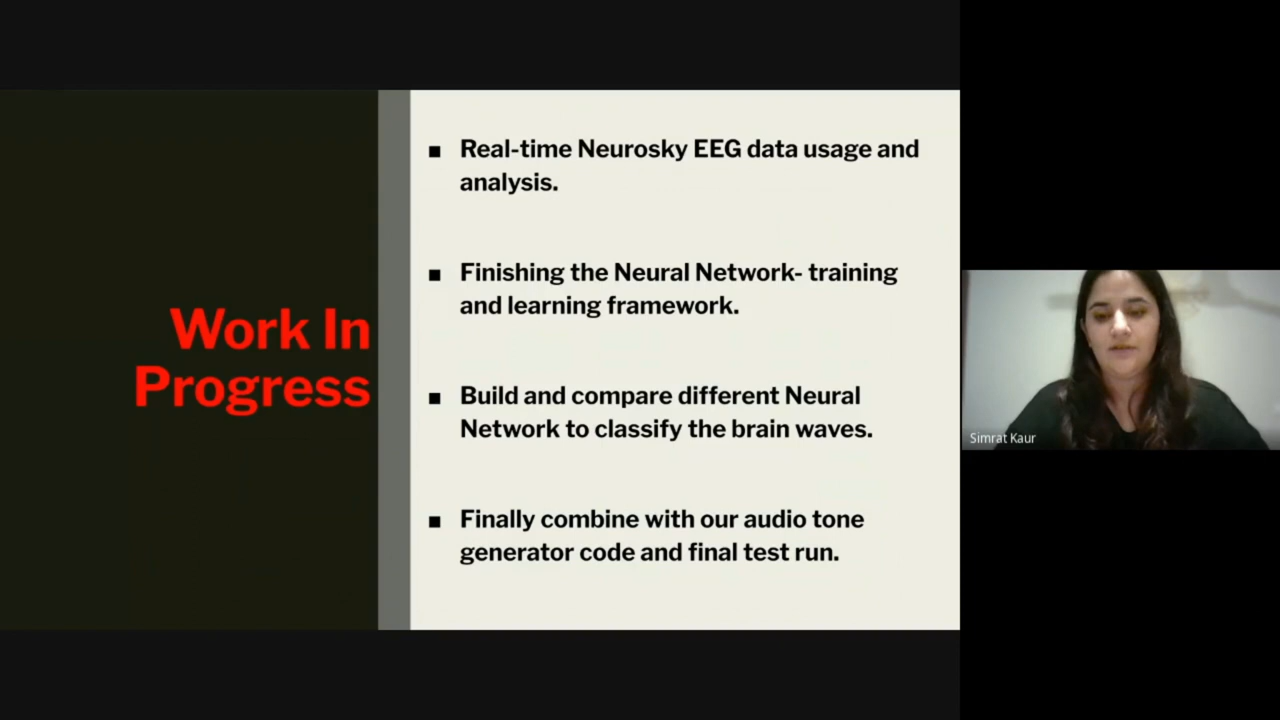 Work In
Progress
■ Real-time Neurosky EEG data usage and
analysis.
■ Finishing the Neural Network- training
and learning framework.
■ Build and compare different Neural
Network to classify the brain waves.
■ Finally combine with our audio tone
generator code and final test run.
Simrat Kaur